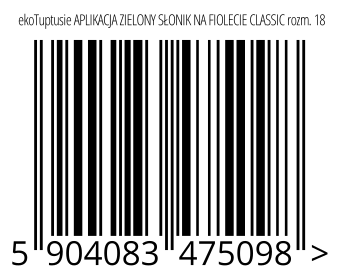 ekoTuptusie APLIKACJA ZIELONY SŁONIK NA FIOLECIE CLASSIC rozm. 18
5 904083 475098 >